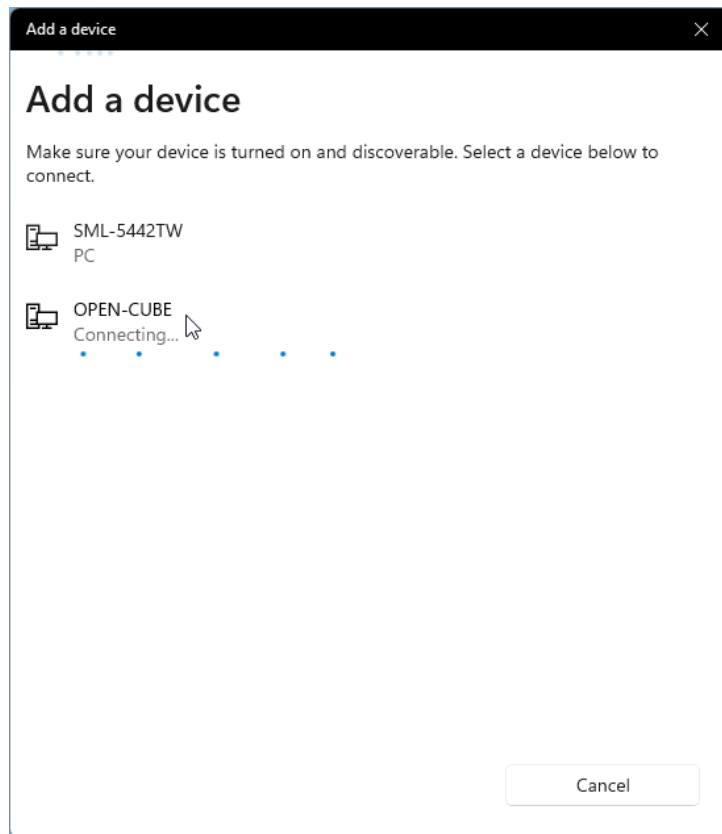 Add a device
Add a device
Make sure your device is turned on and discoverable. Select a device below to
connect.
SML-5442TW
PC
OPEN-CUBE
Connecting...
Cancel